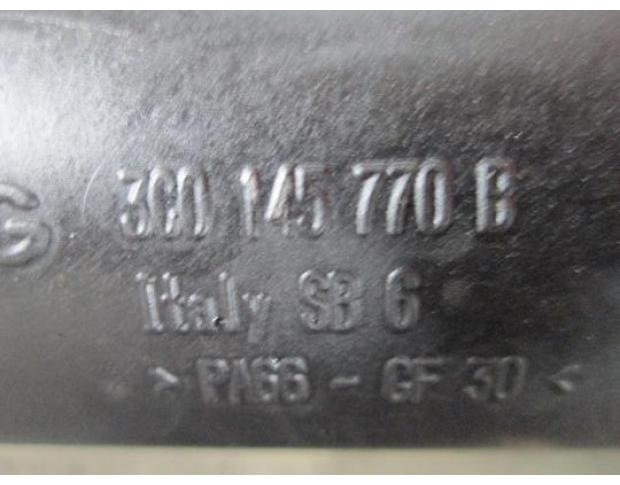 G 3C0 145 770 B
Italy SB 6
> PA66 - GF 30 <